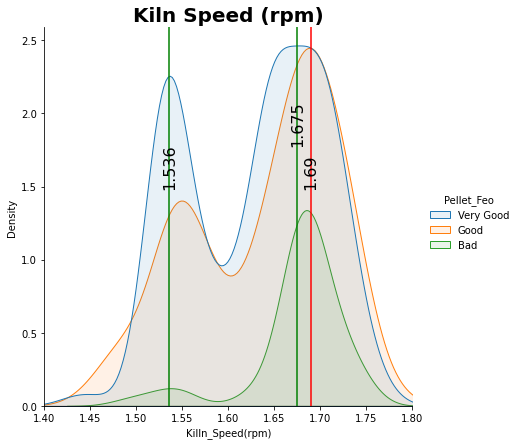 Kiln Speed (rpm)
2.5
2.0
1.5
1.0
0.5
0.0
Density
1.536
1.675
1.69
1.40 1.45 1.50 1.55 1.60 1.65 1.70 1.75 1.80
Killn_Speed(rpm)
Pellet_Feo
Very Good
Good
Bad